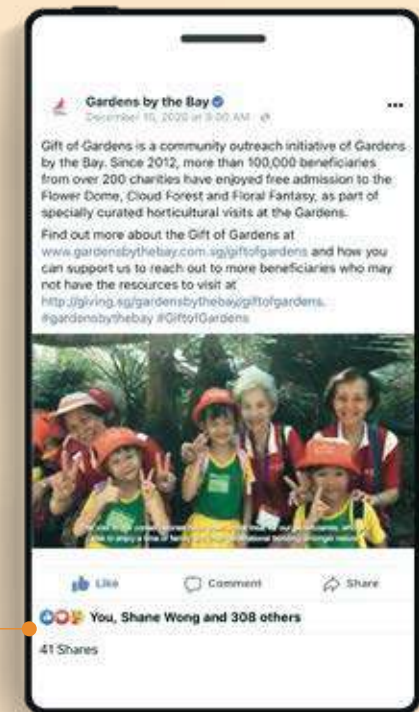 Gardens by the Bay
December 10, 2020 at 9:00 AM
Gift of Gardens is a community outreach initiative of Gardens
by the Bay. Since 2012, more than 100,000 beneficiaries
from over 200 charities have enjoyed free admission to the
Flower Dome, Cloud Forest and Floral Fantasy, as part of
specially curated horticultural visits at the Gardens.
Find out more about the Gift of Gardens at
www.gardensbythebay.com.sg/giftofgardens and how you
can support us to reach out to more beneficiaries who may
not have the resources to visit at
http://giving.sg/gardensbythebay/giftofgardens.
#gardensbythebay #GiftofGardens
Like Comment Share
You, Shane Wong and 308 others
41 Shares